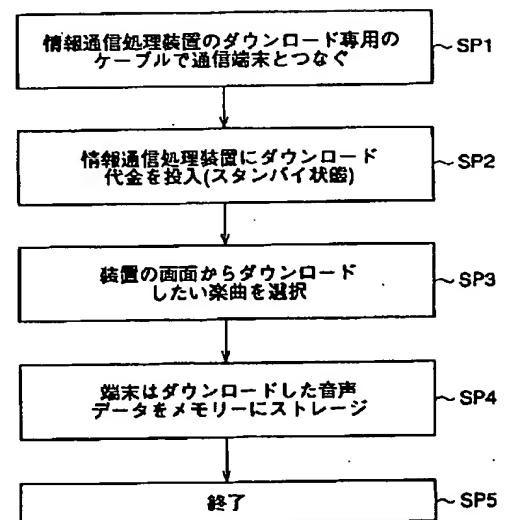 情報通信処理装置のダウンロード専用の
ケーブルで通信端末とつなぐ
SP1
情報通信処理装置にダウンロード
代金を投入(スタンバイ状態)
SP2
装置の画面からダウンロード
したい楽曲を選択
SP3
端末はダウンロードした音声
データをメモリーにストレージ
SP4
終了
SP5